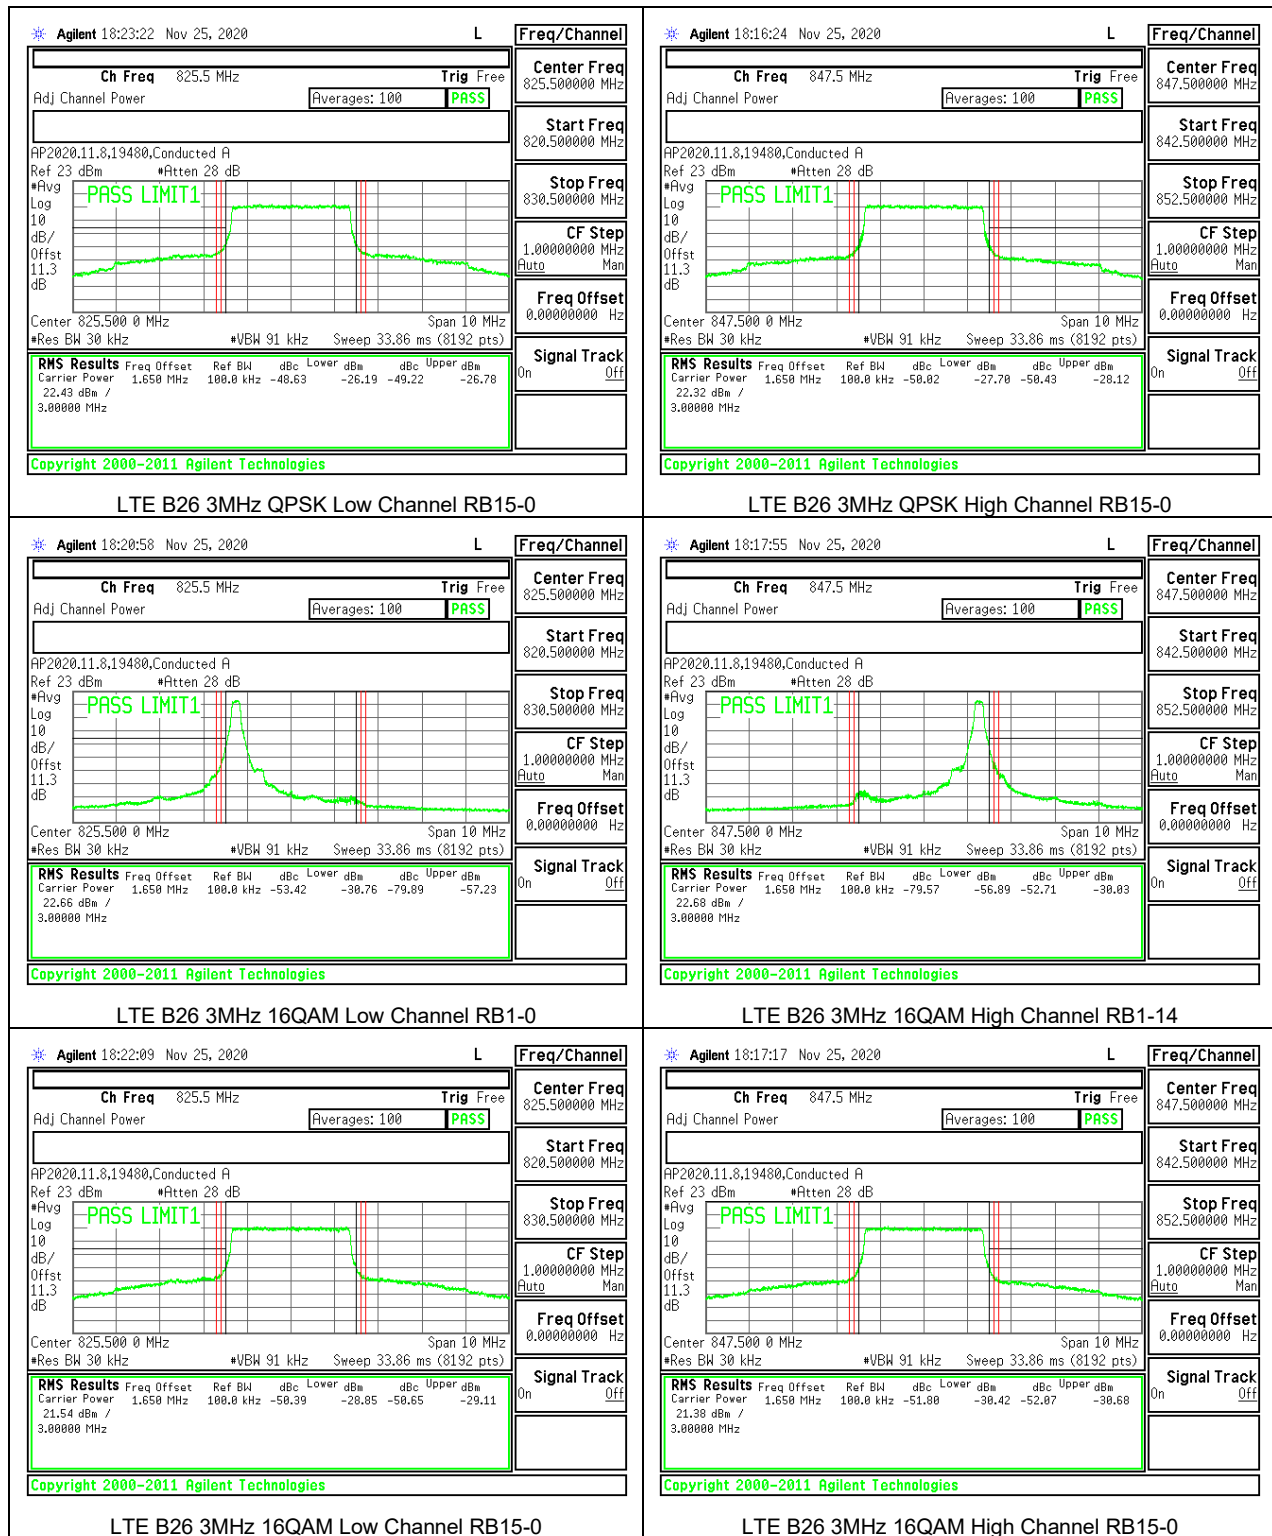 Agilent 18:23:22 Nov 25, 2020 L Freq/Channel
Ch Freq 825.5 MHz Trig Free
Adj Channel Power Averages: 100 PASS
Center Freq
825.500000 MHz
Start Freq
820.500000 MHz
AP2020.11.8,19480,Conducted A
Ref 23 dBm #Atten 28 dB
#Avg
Log
10
dB/
Offst
11.3
dB
PASS LIMIT1
Stop Freq
830.500000 MHz
CF Step
1.00000000 MHz
Auto Man
Freq Offset
0.00000000 Hz
Center 825.500 0 MHz Span 10 MHz
#Res BW 30 kHz #VBW 91 kHz Sweep 33.86 ms (8192 pts)
Signal Track
On Off
RMS Results Freq Offset Ref BW dBc Lower dBm dBc Upper dBm
Carrier Power 1.650 MHz 100.0 kHz -48.63 -26.19 -49.22 -26.78
22.43 dBm /
3.00000 MHz
Copyright 2000-2011 Agilent Technologies
LTE B26 3MHz QPSK Low Channel RB15-0
Agilent 18:16:24 Nov 25, 2020 L Freq/Channel
Ch Freq 847.5 MHz Trig Free
Adj Channel Power Averages: 100 PASS
Center Freq
847.500000 MHz
Start Freq
842.500000 MHz
AP2020.11.8,19480,Conducted A
Ref 23 dBm #Atten 28 dB
#Avg
Log
10
dB/
Offst
11.3
dB
PASS LIMIT1
Stop Freq
852.500000 MHz
CF Step
1.00000000 MHz
Auto Man
Freq Offset
0.00000000 Hz
Center 847.500 0 MHz Span 10 MHz
#Res BW 30 kHz #VBW 91 kHz Sweep 33.86 ms (8192 pts)
Signal Track
On Off
RMS Results Freq Offset Ref BW dBc Lower dBm dBc Upper dBm
Carrier Power 1.650 MHz 100.0 kHz -50.02 -27.70 -50.43 -28.12
22.32 dBm /
3.00000 MHz
Copyright 2000-2011 Agilent Technologies
LTE B26 3MHz QPSK High Channel RB15-0
Agilent 18:20:58 Nov 25, 2020 L Freq/Channel
Ch Freq 825.5 MHz Trig Free
Adj Channel Power Averages: 100 PASS
Center Freq
825.500000 MHz
Start Freq
820.500000 MHz
AP2020.11.8,19480,Conducted A
Ref 23 dBm #Atten 28 dB
#Avg
Log
10
dB/
Offst
11.3
dB
PASS LIMIT1
Stop Freq
830.500000 MHz
CF Step
1.00000000 MHz
Auto Man
Freq Offset
0.00000000 Hz
Center 825.500 0 MHz Span 10 MHz
#Res BW 30 kHz #VBW 91 kHz Sweep 33.86 ms (8192 pts)
Signal Track
On Off
RMS Results Freq Offset Ref BW dBc Lower dBm dBc Upper dBm
Carrier Power 1.650 MHz 100.0 kHz -53.42 -30.76 -79.89 -57.23
22.66 dBm /
3.00000 MHz
Copyright 2000-2011 Agilent Technologies
LTE B26 3MHz 16QAM Low Channel RB1-0
Agilent 18:17:55 Nov 25, 2020 L Freq/Channel
Ch Freq 847.5 MHz Trig Free
Adj Channel Power Averages: 100 PASS
Center Freq
847.500000 MHz
Start Freq
842.500000 MHz
AP2020.11.8,19480,Conducted A
Ref 23 dBm #Atten 28 dB
#Avg
Log
10
dB/
Offst
11.3
dB
PASS LIMIT1
Stop Freq
852.500000 MHz
CF Step
1.00000000 MHz
Auto Man
Freq Offset
0.00000000 Hz
Center 847.500 0 MHz Span 10 MHz
#Res BW 30 kHz #VBW 91 kHz Sweep 33.86 ms (8192 pts)
Signal Track
On Off
RMS Results Freq Offset Ref BW dBc Lower dBm dBc Upper dBm
Carrier Power 1.650 MHz 100.0 kHz -79.57 -56.89 -52.71 -30.03
22.68 dBm /
3.00000 MHz
Copyright 2000-2011 Agilent Technologies
LTE B26 3MHz 16QAM High Channel RB1-14
Agilent 18:22:09 Nov 25, 2020 L Freq/Channel
Ch Freq 825.5 MHz Trig Free
Adj Channel Power Averages: 100 PASS
Center Freq
825.500000 MHz
Start Freq
820.500000 MHz
AP2020.11.8,19480,Conducted A
Ref 23 dBm #Atten 28 dB
#Avg
Log
10
dB/
Offst
11.3
dB
PASS LIMIT1
Stop Freq
830.500000 MHz
CF Step
1.00000000 MHz
Auto Man
Freq Offset
0.00000000 Hz
Center 825.500 0 MHz Span 10 MHz
#Res BW 30 kHz #VBW 91 kHz Sweep 33.86 ms (8192 pts)
Signal Track
On Off
RMS Results Freq Offset Ref BW dBc Lower dBm dBc Upper dBm
Carrier Power 1.650 MHz 100.0 kHz -50.39 -28.85 -50.65 -29.11
21.54 dBm /
3.00000 MHz
Copyright 2000-2011 Agilent Technologies
LTE B26 3MHz 16QAM Low Channel RB15-0
Agilent 18:17:17 Nov 25, 2020 L Freq/Channel
Ch Freq 847.5 MHz Trig Free
Adj Channel Power Averages: 100 PASS
Center Freq
847.500000 MHz
Start Freq
842.500000 MHz
AP2020.11.8,19480,Conducted A
Ref 23 dBm #Atten 28 dB
#Avg
Log
10
dB/
Offst
11.3
dB
PASS LIMIT1
Stop Freq
852.500000 MHz
CF Step
1.00000000 MHz
Auto Man
Freq Offset
0.00000000 Hz
Center 847.500 0 MHz Span 10 MHz
#Res BW 30 kHz #VBW 91 kHz Sweep 33.86 ms (8192 pts)
Signal Track
On Off
RMS Results Freq Offset Ref BW dBc Lower dBm dBc Upper dBm
Carrier Power 1.650 MHz 100.0 kHz -51.80 -30.42 -52.07 -30.68
21.38 dBm /
3.00000 MHz
Copyright 2000-2011 Agilent Technologies
LTE B26 3MHz 16QAM High Channel RB15-0